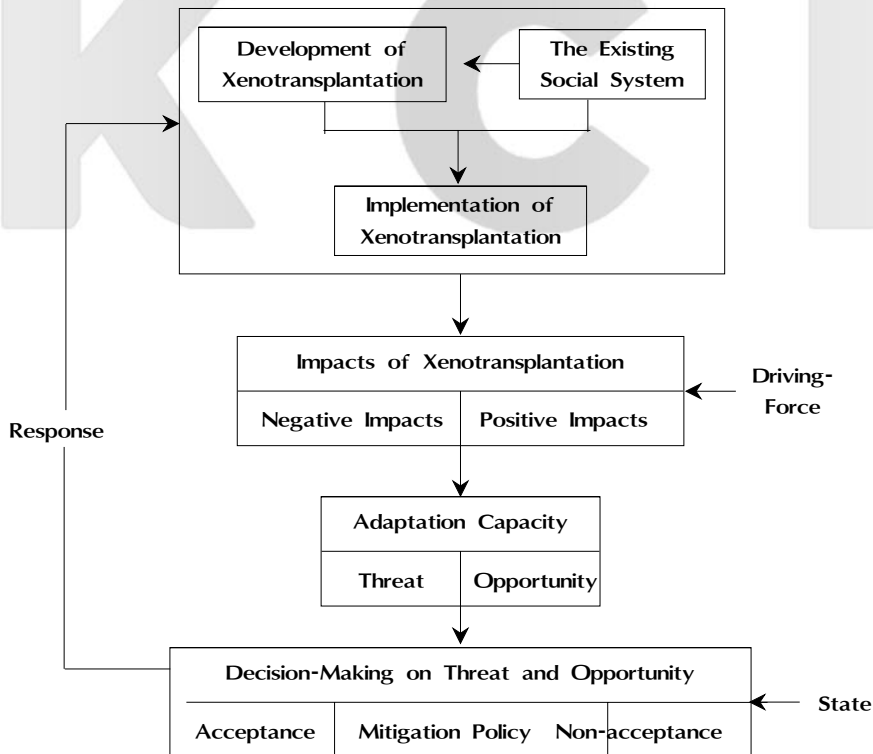 Development of
Xenotransplantation
The Existing
Social System
Implementation of
Xenotransplantation
Impacts of Xenotransplantation
Negative Impacts
Positive Impacts
Driving-
Force
Response
Adaptation Capacity
Threat
Opportunity
Decision-Making on Threat and Opportunity
Acceptance
Mitigation Policy
Non-acceptance
State
K C I